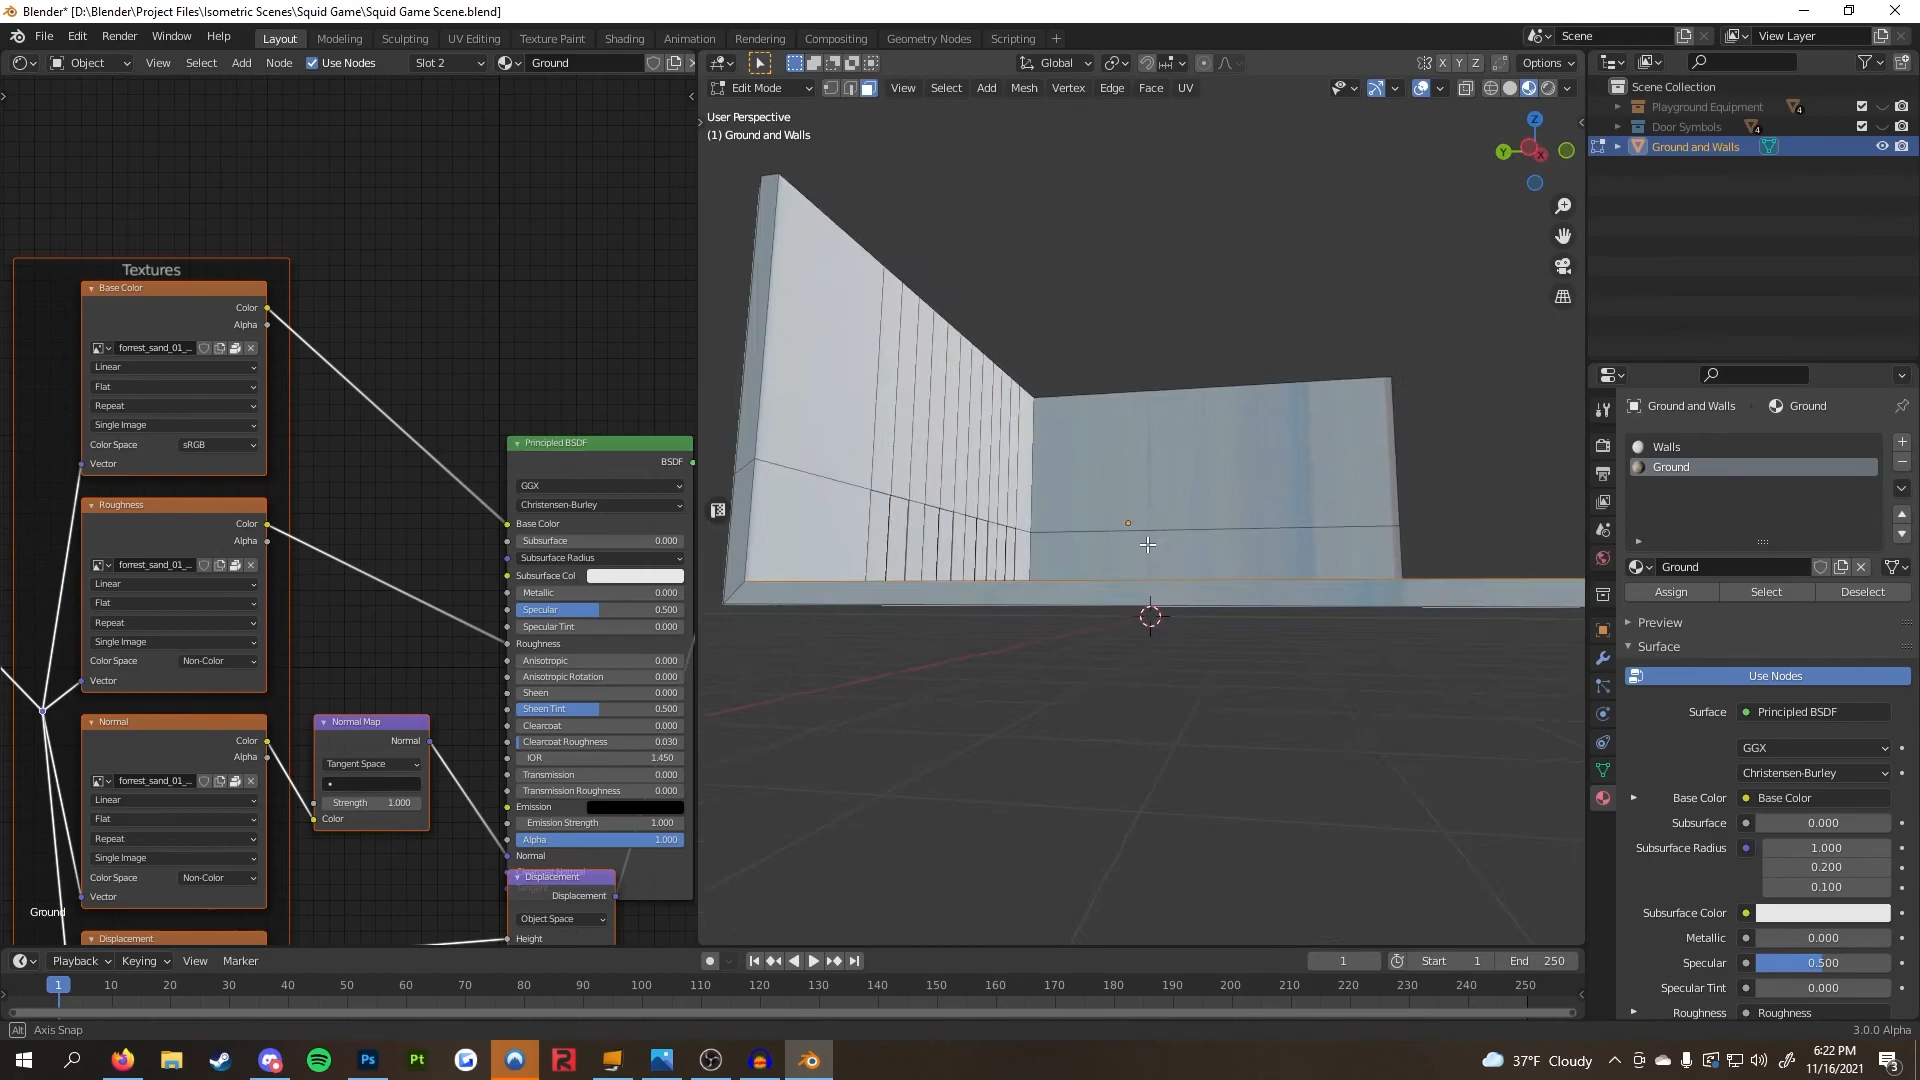 Blender* [D:\Blender\Project Files\Isometric Scenes\Squid Game\Squid Game Scene.blend]
File Edit Render Window Help Layout Modeling Sculpting UV Editing Texture Paint Shading Animation Rendering Compositing Geometry Nodes Scripting Scene View Layer
Object View Select Add Node Use Nodes Slot 2 Ground Global X Y Z Options
Edit Mode View Select Add Mesh Vertex Edge Face UV
User Perspective
(1) Ground and Walls
Z
Y
X
Scene Collection
Playground Equipment 4
Door Symbols 4
Ground and Walls
Textures
Base Color
Color
Alpha
forrest_sand_01_...
Linear
Flat
Repeat
Single Image
Color Space sRGB
Vector
Roughness
Color
Alpha
forrest_sand_01_...
Linear
Flat
Repeat
Single Image
Color Space Non-Color
Vector
Normal
Color
Alpha
forrest_sand_01_...
Linear
Flat
Repeat
Single Image
Color Space Non-Color
Vector
Displacement
Ground
Normal Map
Normal
Tangent Space
Strength 1.000
Color
Principled BSDF
BSDF
GGX
Christensen-Burley
Base Color
Subsurface 0.000
Subsurface Radius
Subsurface Col
Metallic 0.000
Specular 0.500
Specular Tint 0.000
Roughness
Anisotropic 0.000
Anisotropic Rotation 0.000
Sheen 0.000
Sheen Tint 0.500
Clearcoat 0.000
Clearcoat Roughness 0.030
IOR 1.450
Transmission 0.000
Transmission Roughness 0.000
Emission
Emission Strength 1.000
Alpha 1.000
Normal
Displacement
Displacement
Object Space
Height
Ground and Walls Ground
Walls
Ground
Ground
Assign Select Deselect
Preview
Surface
Use Nodes
Surface Principled BSDF
GGX
Christensen-Burley
Base Color Base Color
Subsurface 0.000
Subsurface Radius 1.000
0.200
0.100
Subsurface Color
Metallic 0.000
Specular 0.500
Specular Tint 0.000
Roughness Roughness
Playback Keying View Marker 1 Start 1 End 250
1 10 20 30 40 50 60 70 80 90 100 110 120 130 140 150 160 170 180 190 200 210 220 230 240 250
Alt Axis Snap 3.0.0 Alpha
Ps Pt 37°F Cloudy 6:22 PM
11/16/2021 3